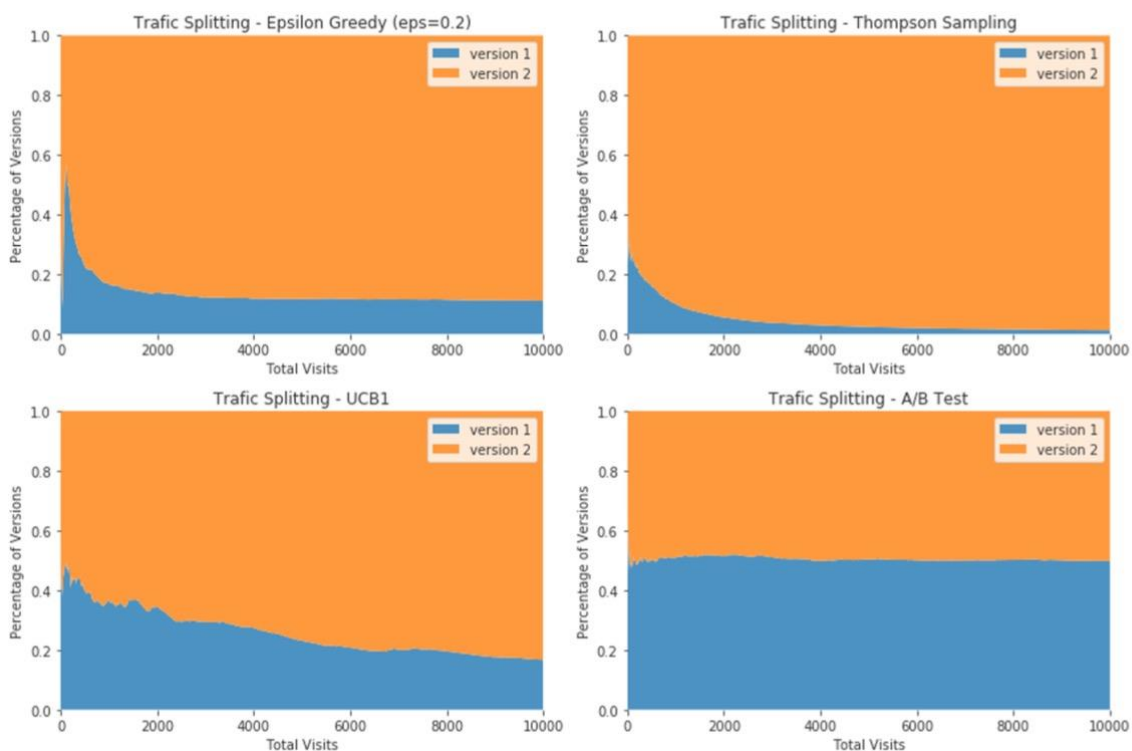 Trafic Splitting - Epsilon Greedy (eps=0.2)
Percentage of Versions
1.0
0.8
0.6
0.4
0.2
0.0
version 1
version 2
0 2000 4000 6000 8000 10000
Total Visits
Trafic Splitting - Thompson Sampling
Percentage of Versions
1.0
0.8
0.6
0.4
0.2
0.0
version 1
version 2
0 2000 4000 6000 8000 10000
Total Visits
Trafic Splitting - UCB1
Percentage of Versions
1.0
0.8
0.6
0.4
0.2
0.0
version 1
version 2
0 2000 4000 6000 8000 10000
Total Visits
Trafic Splitting - A/B Test
Percentage of Versions
1.0
0.8
0.6
0.4
0.2
0.0
version 1
version 2
0 2000 4000 6000 8000 10000
Total Visits